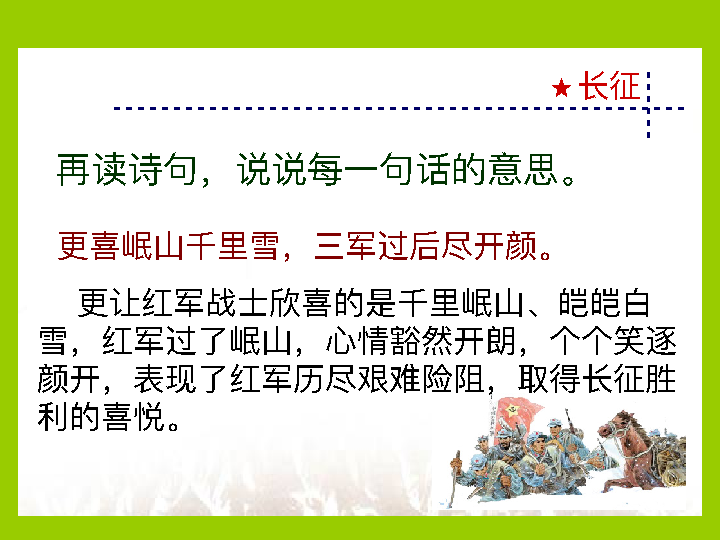 ★长征
再读诗句，说说每一句话的意思。
更喜岷山千里雪，三军过后尽开颜。
更让红军战士欣喜的是千里岷山、皑皑白
雪，红军过了岷山，心情豁然开朗，个个笑逐
颜开，表现了红军历尽艰难险阻，取得长征胜
利的喜悦。